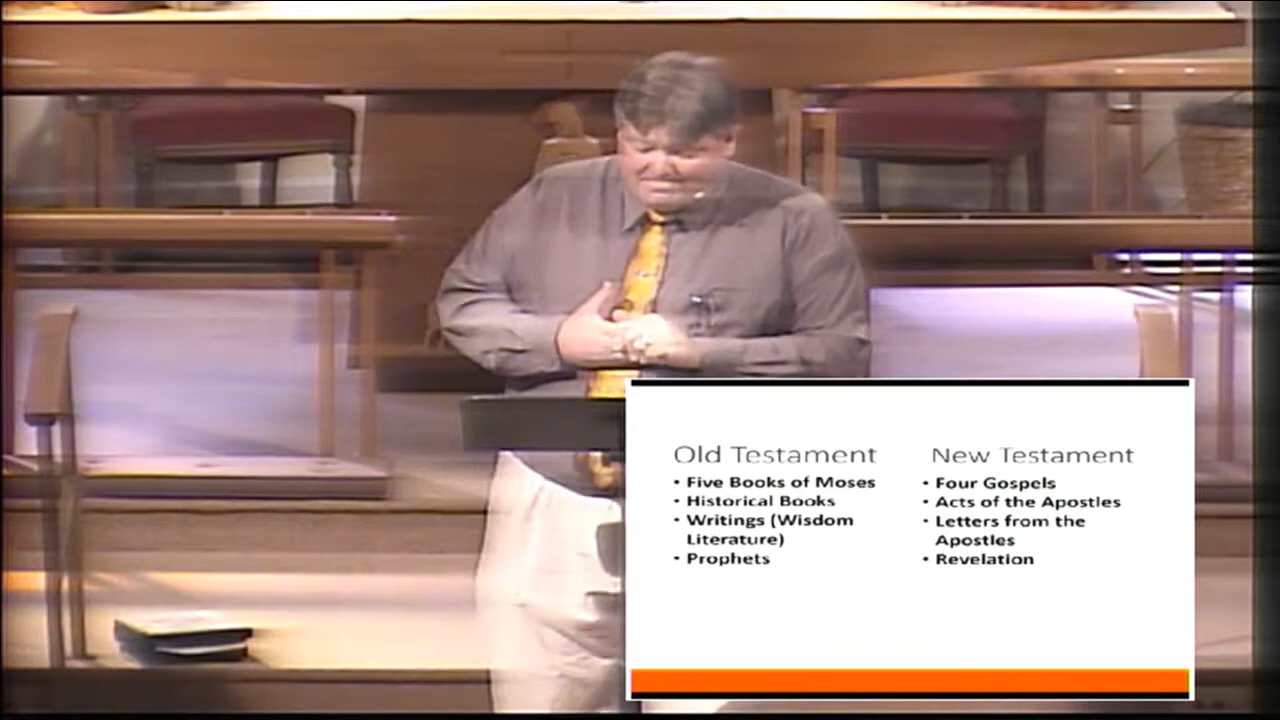 Old Testament
• Five Books of Moses
• Historical Books
• Writings (Wisdom
Literature)
• Prophets
New Testament
• Four Gospels
• Acts of the Apostles
• Letters from the
Apostles
• Revelation